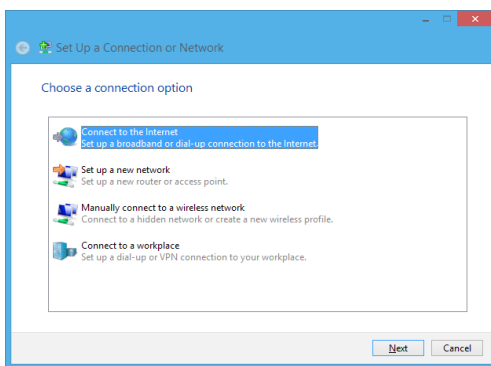 Set Up a Connection or Network
Choose a connection option
Connect to the Internet
Set up a broadband or dial-up connection to the Internet.
Set up a new network
Set up a new router or access point.
Manually connect to a wireless network
Connect to a hidden network or create a new wireless profile.
Connect to a workplace
Set up a dial-up or VPN connection to your workplace.
Next Cancel